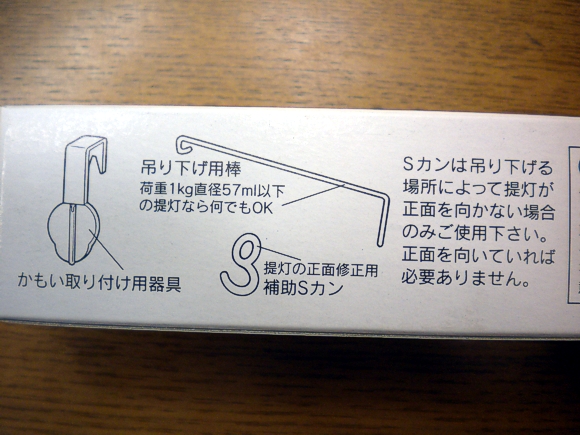 吊り下げ用棒
荷重1kg直径57ml以下
の提灯なら何でもOK
かもい取り付け用器具
提灯の正面修正用
補助Sカン
Sカンは吊り下げる
場所によって提灯が
正面を向かない場合
のみご使用下さい。
正面を向いていれば
必要ありません。